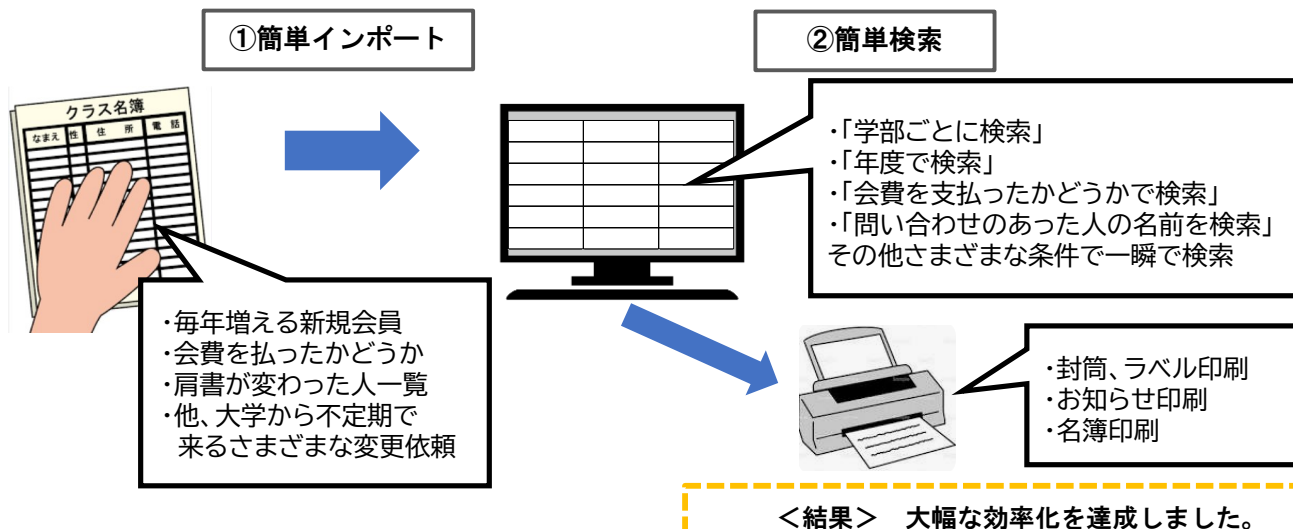 ①簡単インポート
②簡単検索
クラス名簿
なまえ 性 住 所 電 話
・毎年増える新規会員
・会費を払ったかどうか
・肩書が変わった人一覧
・他、大学から不定期で
来るさまざまな変更依頼
・「学部ごとに検索」
・「年度で検索」
・「会費を支払ったかどうかで検索」
・「問い合わせのあった人の名前を検索」
その他さまざまな条件で一瞬で検索
・封筒、ラベル印刷
・お知らせ印刷
・名簿印刷
＜結果＞ 大幅な効率化を達成しました。